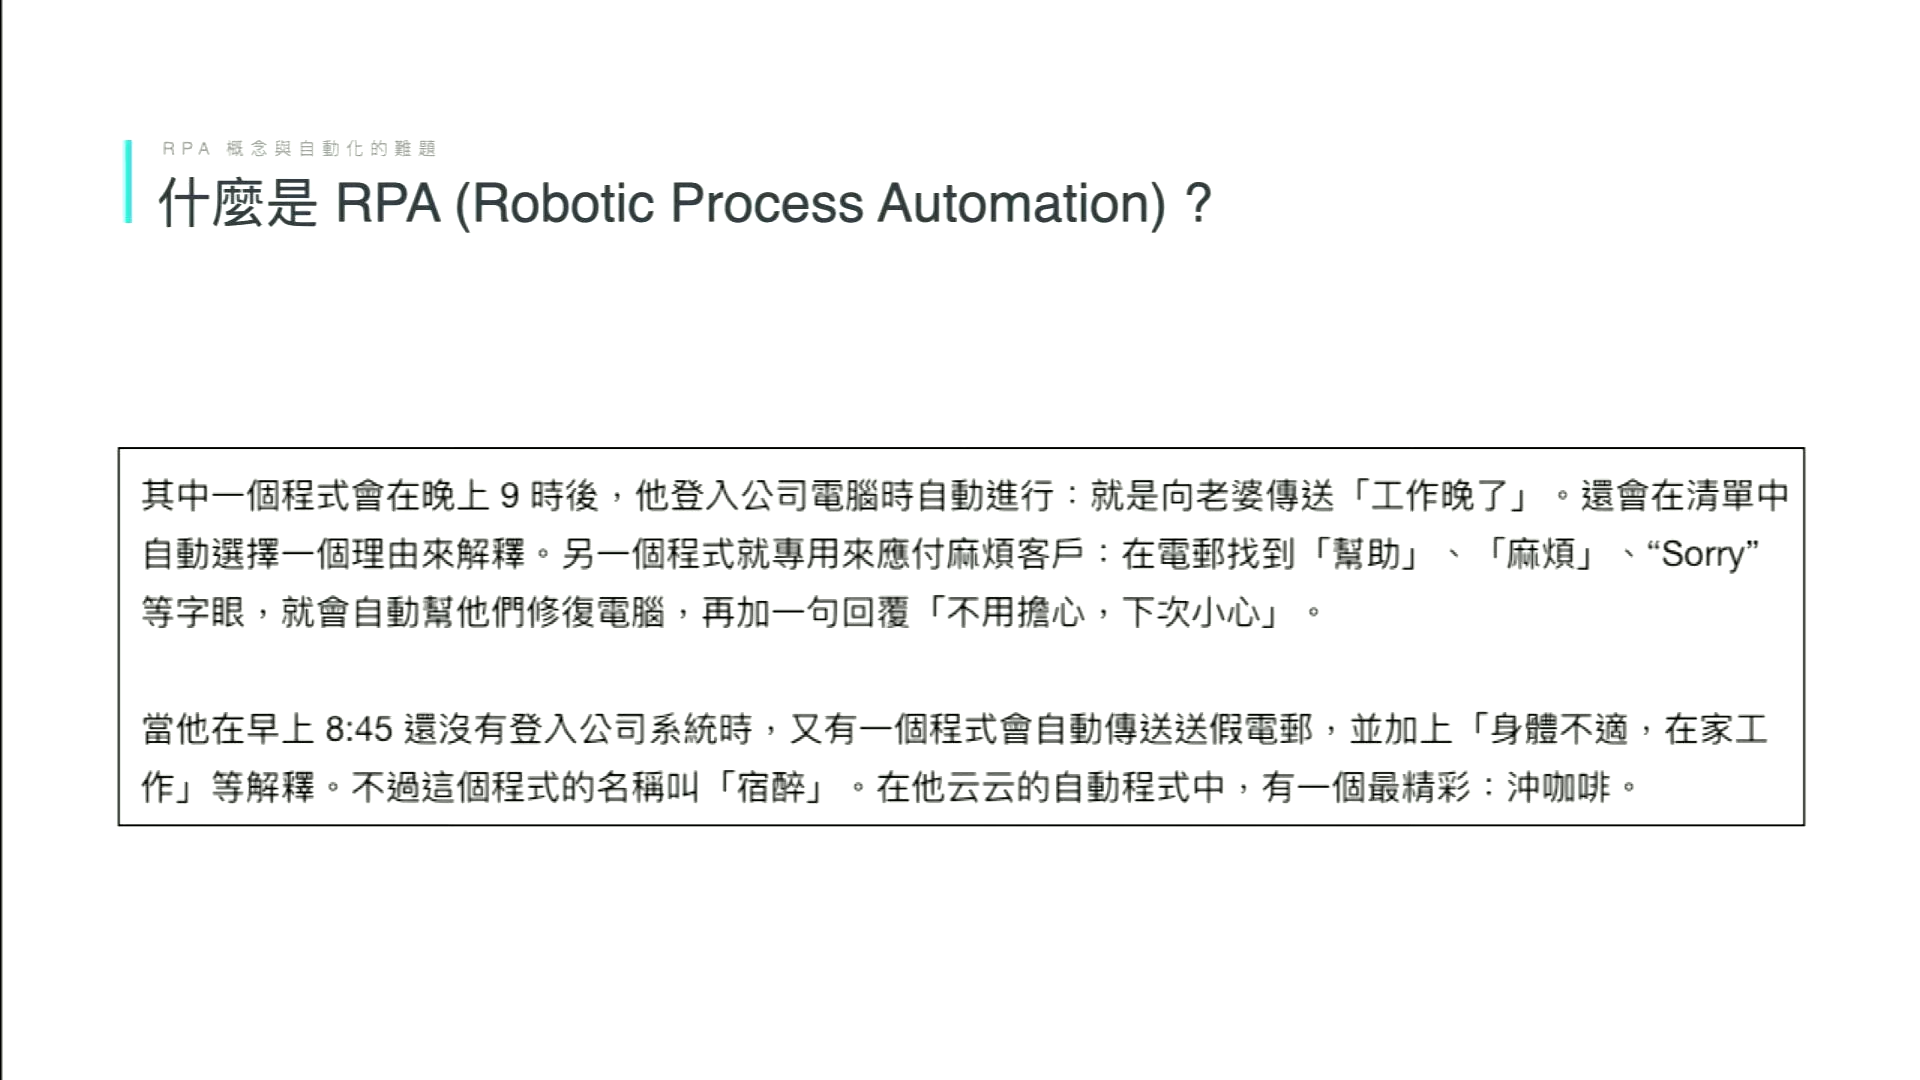 RPA 概念與自動化的難題
什麼是 RPA (Robotic Process Automation) ?
其中一個程式會在晚上 9 時後，他登入公司電腦時自動進行：就是向老婆傳送「工作晚了」。還會在清單中
自動選擇一個理由來解釋。另一個程式就專用來應付麻煩客戶：在電郵找到「幫助」、「麻煩」、“Sorry”
等字眼，就會自動幫他們修復電腦，再加一句回覆「不用擔心，下次小心」。
當他在早上 8:45 還沒有登入公司系統時，又有一個程式會自動傳送送假電郵，並加上「身體不適，在家工
作」等解釋。不過這個程式的名稱叫「宿醉」。在他云云的自動程式中，有一個最精彩：沖咖啡。